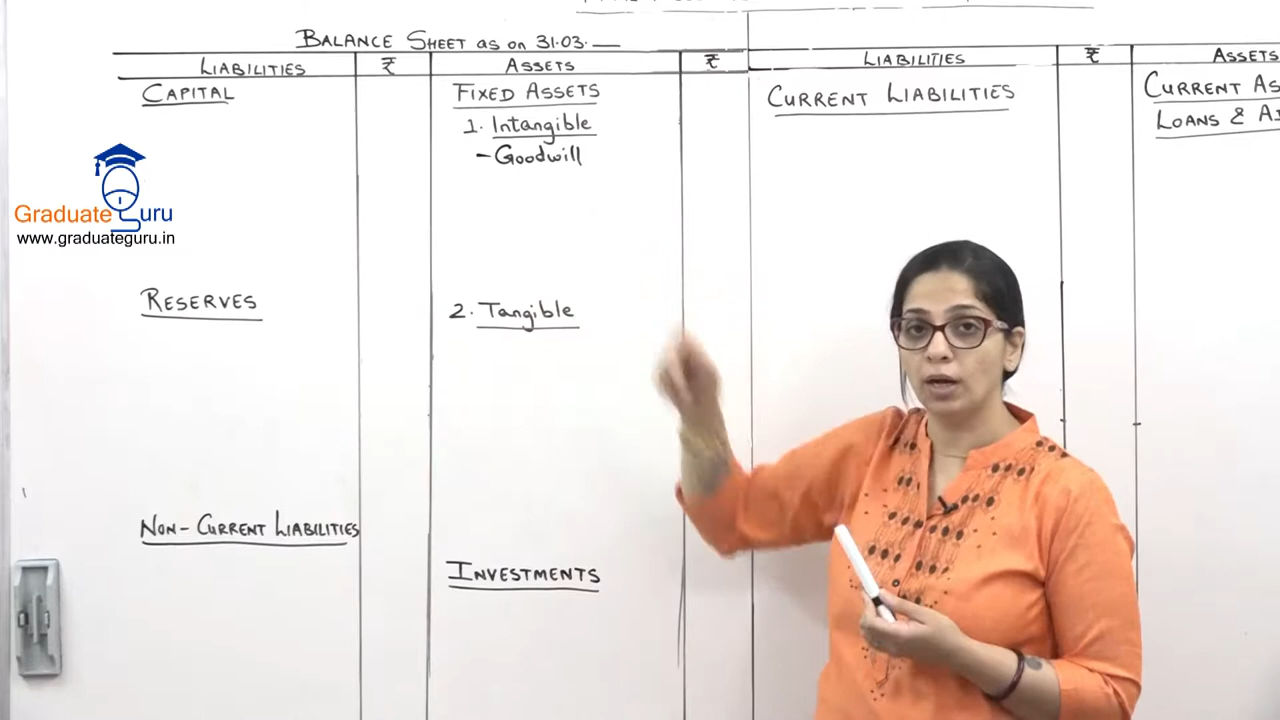 BALANCE SHEET as on 31.03.___
LIABILITIES ₹ ASSETS ₹ LIABILITIES ₹ ASSETS
CAPITAL
FIXED ASSETS
1. Intangible
- Goodwill
RESERVES
2. Tangible
NON-CURRENT LIABILITIES
INVESTMENTS
CURRENT LIABILITIES
CURRENT
LOANS &
Graduate Guru
www.graduateguru.in